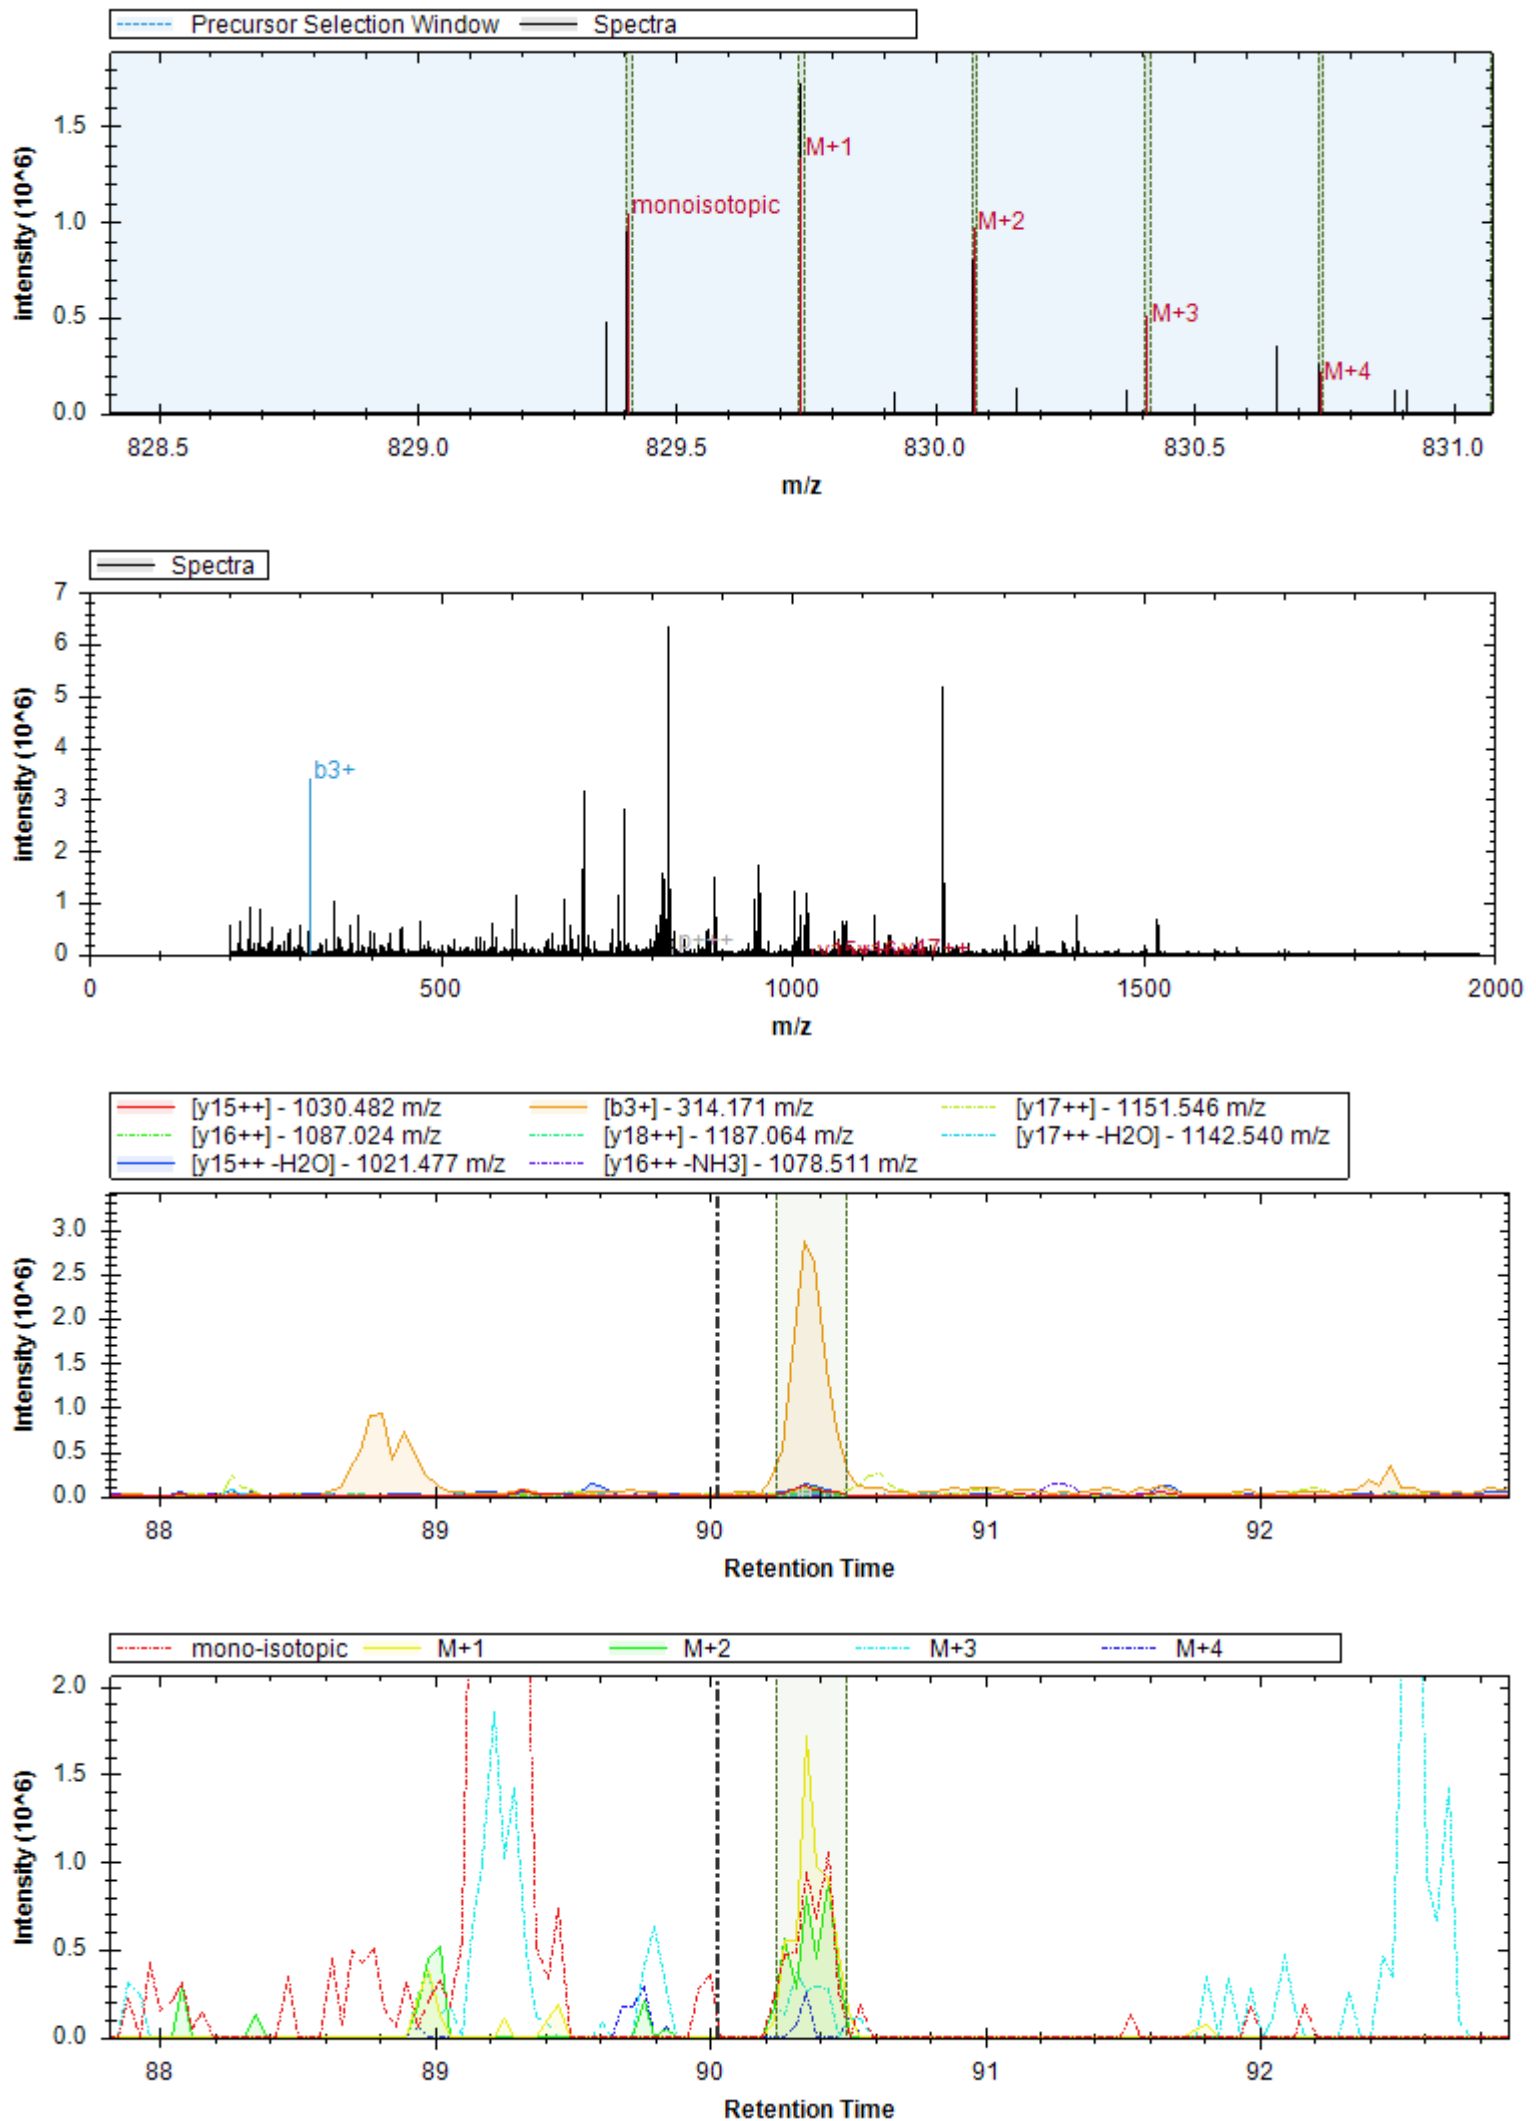 Precursor Selection Window Spectra
intensity (10^6)
1.5
1.0
0.5
0.0
monoisotopic
M+1
M+2
M+3
M+4
828.5 829.0 829.5 830.0 830.5 831.0
m/z
Spectra
intensity (10^6)
7
6
5
4
3
2
1
0
b3+
0 500 1000 1500 2000
m/z
[y15++] - 1030.482 m/z [b3+] - 314.171 m/z [y17++] - 1151.546 m/z
[y16++] - 1087.024 m/z [y18++] - 1187.064 m/z [y17++ -H2O] - 1142.540 m/z
[y15++ -H2O] - 1021.477 m/z [y16++ -NH3] - 1078.511 m/z
Intensity (10^6)
3.0
2.5
2.0
1.5
1.0
0.5
0.0
88 89 90 91 92
Retention Time
mono-isotopic M+1 M+2 M+3 M+4
Intensity (10^6)
2.0
1.5
1.0
0.5
0.0
88 89 90 91 92
Retention Time